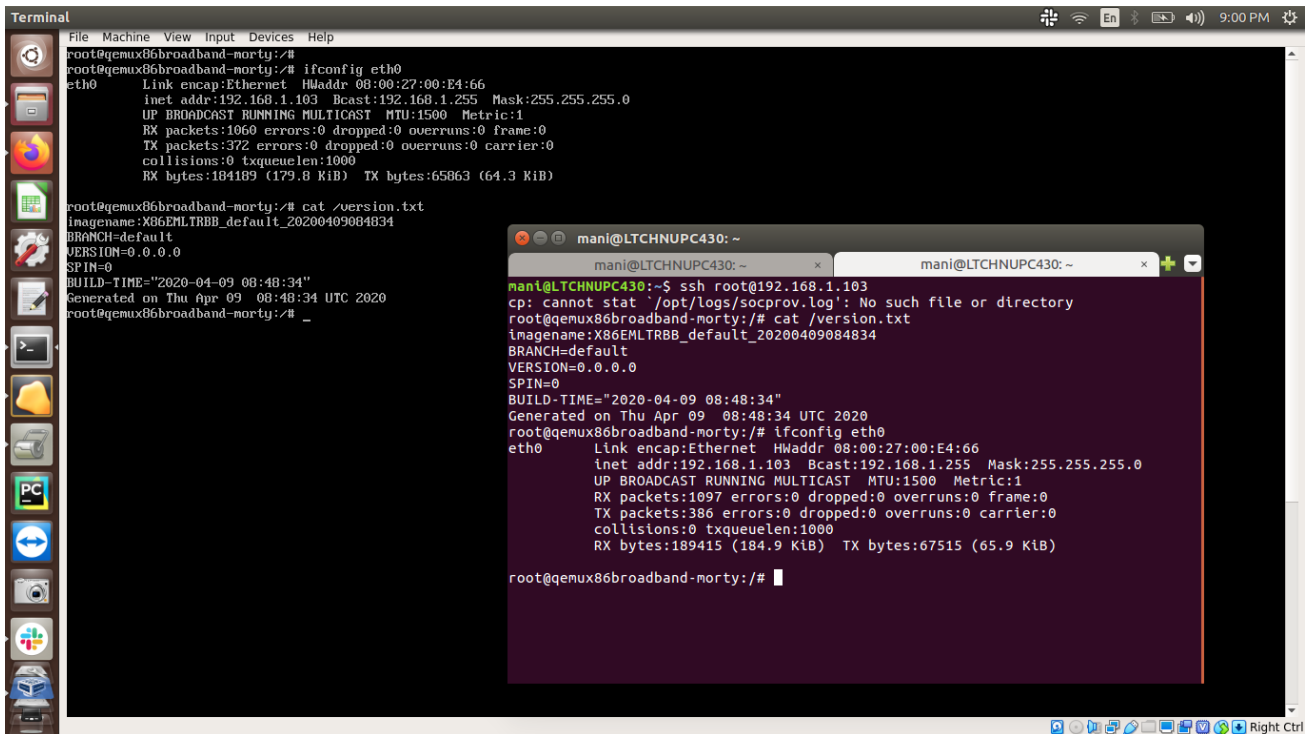 Terminal
En
9:00 PM
File Machine View Input Devices Help
root@qemux86broadband-morty:/#
root@qemux86broadband-morty:/# ifconfig eth0
eth0      Link encap:Ethernet  HWaddr 08:00:27:00:E4:66
          inet addr:192.168.1.103  Bcast:192.168.1.255  Mask:255.255.255.0
          UP BROADCAST RUNNING MULTICAST  MTU:1500  Metric:1
          RX packets:1060 errors:0 dropped:0 overruns:0 frame:0
          TX packets:372 errors:0 dropped:0 overruns:0 carrier:0
          collisions:0 txqueuelen:1000
          RX bytes:184189 (179.8 KiB)  TX bytes:65863 (64.3 KiB)
root@qemux86broadband-morty:/# cat /version.txt
imagename:X86EMLTRBB_default_20200409084834
BRANCH=default
VERSION=0.0.0.0
SPIN=0
BUILD-TIME="2020-04-09 08:48:34"
Generated on Thu Apr 09  08:48:34 UTC 2020
root@qemux86broadband-morty:/# _
mani@LTCHNUPC430: ~
mani@LTCHNUPC430: ~ ×
mani@LTCHNUPC430: ~ ×
mani@LTCHNUPC430:~$ ssh root@192.168.1.103
cp: cannot stat `/opt/logs/socprov.log': No such file or directory
root@qemux86broadband-morty:/# cat /version.txt
imagename:X86EMLTRBB_default_20200409084834
BRANCH=default
VERSION=0.0.0.0
SPIN=0
BUILD-TIME="2020-04-09 08:48:34"
Generated on Thu Apr 09  08:48:34 UTC 2020
root@qemux86broadband-morty:/# ifconfig eth0
eth0      Link encap:Ethernet  HWaddr 08:00:27:00:E4:66
          inet addr:192.168.1.103  Bcast:192.168.1.255  Mask:255.255.255.0
          UP BROADCAST RUNNING MULTICAST  MTU:1500  Metric:1
          RX packets:1097 errors:0 dropped:0 overruns:0 frame:0
          TX packets:386 errors:0 dropped:0 overruns:0 carrier:0
          collisions:0 txqueuelen:1000
          RX bytes:189415 (184.9 KiB)  TX bytes:67515 (65.9 KiB)
root@qemux86broadband-morty:/#
PC
Right Ctrl